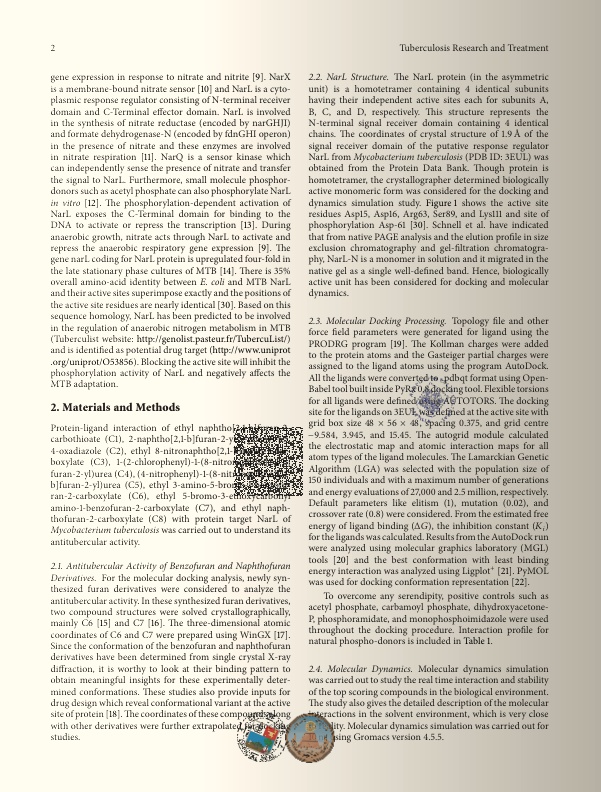 2
Tuberculosis Research and Treatment
gene expression in response to nitrate and nitrite [9]. NarX
is a membrane-bound nitrate sensor [10] and NarL is a cyto-
plasmic response regulator consisting of N-terminal receiver
domain and C-Terminal effector domain. NarL is involved
in the synthesis of nitrate reductase (encoded by narGHJI)
and formate dehydrogenase-N (encoded by fdnGHI operon)
in the presence of nitrate and these enzymes are involved
in nitrate respiration [11]. NarQ is a sensor kinase which
can independently sense the presence of nitrate and transfer
the signal to NarL. Furthermore, small molecule phosphor-
donors such as acetyl phosphate can also phosphorylate NarL
in vitro [12]. The phosphorylation-dependent activation of
NarL exposes the C-Terminal domain for binding to the
DNA to activate or repress the transcription [13]. During
anaerobic growth, nitrate acts through NarL to activate and
repress the anaerobic respiratory gene expression [9]. The
gene narL coding for NarL protein is upregulated four-fold in
the late stationary phase cultures of MTB [14]. There is 35%
overall amino-acid identity between E. coli and MTB NarL
and their active sites superimpose exactly and the positions of
the active site residues are nearly identical [30]. Based on this
sequence homology, NarL has been predicted to be involved
in the regulation of anaerobic nitrogen metabolism in MTB
(Tuberculist website: http://genolist.pasteur.fr/TubercuList/)
and is identified as potential drug target (http://www.uniprot
.org/uniprot/O53856). Blocking the active site will inhibit the
phosphorylation activity of NarL and negatively affects the
MTB adaptation.
2. Materials and Methods
Protein-ligand interaction of ethyl naphtho[2,1-b]furan-2-
carbothioate (C1), 2-naphtho[2,1-b]furan-2-y
4-oxadiazole (C2), ethyl 8-nitronaphtho[2,1-
boxylate (C3), 1-(2-chlorophenyl)-1-(8-nitron
furan-2-yl)urea (C4), (4-nitrophenyl)-1-(8-nit
b]furan-2-yl)urea (C5), ethyl 3-amino-5-brom
ran-2-carboxylate (C6), ethyl 5-bromo-3-ethoxycarbonyl
amino-1-benzofuran-2-carboxylate (C7), and ethyl naph-
thofuran-2-carboxylate (C8) with protein target NarL of
Mycobacterium tuberculosis was carried out to understand its
antitubercular activity.
2.1. Antitubercular Activity of Benzofuran and Naphthofuran
Derivatives. For the molecular docking analysis, newly syn-
thesized furan derivatives were considered to analyze the
antitubercular activity. In these synthesized furan derivatives,
two compound structures were solved crystallographically,
mainly C6 [15] and C7 [16]. The three-dimensional atomic
coordinates of C6 and C7 were prepared using WinGX [17].
Since the conformation of the benzofuran and naphthofuran
derivatives have been determined from single crystal X-ray
diffraction, it is worthy to look at their binding pattern to
obtain meaningful insights for these experimentally deter-
mined conformations. These studies also provide inputs for
drug design which reveal conformational variant at the active
site of protein [18]. The coordinates of these compounds along
with other derivatives were further extrapolated for docking
studies.
2.2. NarL Structure. The NarL protein (in the asymmetric
unit) is a homotetramer containing 4 identical subunits
having their independent active sites each for subunits A,
B, C, and D, respectively. This structure represents the
N-terminal signal receiver domain containing 4 identical
chains. The coordinates of crystal structure of 1.9 Å of the
signal receiver domain of the putative response regulator
NarL from Mycobacterium tuberculosis (PDB ID: 3EUL) was
obtained from the Protein Data Bank. Though protein is
homotetramer, the crystallographer determined biologically
active monomeric form was considered for the docking and
dynamics simulation study. Figure 1 shows the active site
residues Asp15, Asp16, Arg63, Ser89, and Lys111 and site of
phosphorylation Asp-61 [30]. Schnell et al. have indicated
that from native PAGE analysis and the elution profile in size
exclusion chromatography and gel-filtration chromatogra-
phy, NarL-N is a monomer in solution and it migrated in the
native gel as a single well-defined band. Hence, biologically
active unit has been considered for docking and molecular
dynamics.
2.3. Molecular Docking Processing. Topology file and other
force field parameters were generated for ligand using the
PRODRG program [19]. The Kollman charges were added
to the protein atoms and the Gasteiger partial charges were
assigned to the ligand atoms using the program AutoDock.
All the ligands were converted to .pdbqt format using Open-
Babel tool built inside PyRx 0.8 docking tool. Flexible torsions
for all ligands were defined using AUTOTORS. The docking
site for the ligands on 3EUL was defined at the active site with
grid box size 48 × 56 × 48, spacing 0.375, and grid centre
−9.584, 3.945, and 15.45. The autogrid module calculated
the electrostatic map and atomic interaction maps for all
atom types of the ligand molecules. The Lamarckian Genetic
Algorithm (LGA) was selected with the population size of
150 individuals and with a maximum number of generations
and energy evaluations of 27,000 and 2.5 million, respectively.
Default parameters like elitism (1), mutation (0.02), and
crossover rate (0.8) were considered. From the estimated free
energy of ligand binding (ΔG), the inhibition constant (Ki)
for the ligands was calculated. Results from the AutoDock run
were analyzed using molecular graphics laboratory (MGL)
tools [20] and the best conformation with least binding
energy interaction was analyzed using Ligplot+ [21]. PyMOL
was used for docking conformation representation [22].
To overcome any serendipity, positive controls such as
acetyl phosphate, carbamoyl phosphate, dihydroxyacetone-
P, phosphoramidate, and monophosphoimidazole were used
throughout the docking procedure. Interaction profile for
natural phospho-donors is included in Table 1.
2.4. Molecular Dynamics. Molecular dynamics simulation
was carried out to study the real time interaction and stability
of the top scoring compounds in the biological environment.
The study also gives the detailed description of the molecular
interactions in the solvent environment, which is very close
lity. Molecular dynamics simulation was carried out for
using Gromacs version 4.5.5.